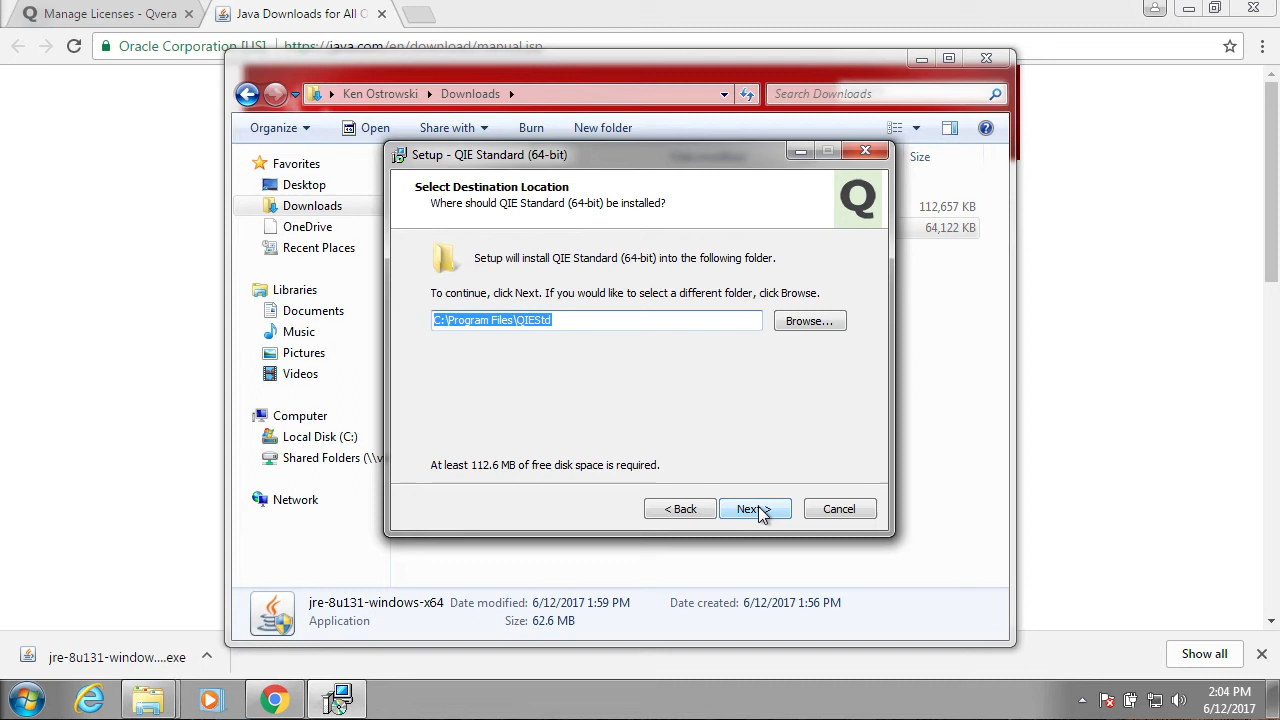 Manage Licenses - Qvera
Java Downloads for All O
Oracle Corporation [US]
https://java.com/en/download/manual.jsp
Ken Ostrowski
Downloads
Search Downloads
Organize
Open
Share with
Burn
New folder
Size
Favorites
Desktop
Downloads
OneDrive
Recent Places
112,657 KB
64,122 KB
Libraries
Documents
Music
Pictures
Videos
Computer
Local Disk (C:)
Shared Folders (\\v
Network
Setup - QIE Standard (64-bit)
Select Destination Location
Where should QIE Standard (64-bit) be installed?
Q
Setup will install QIE Standard (64-bit) into the following folder.
To continue, click Next. If you would like to select a different folder, click Browse.
C:\Program Files\QIEStd
Browse...
At least 112.6 MB of free disk space is required.
< Back
Next >
Cancel
jre-8u131-windows-x64
Date modified: 6/12/2017 1:59 PM
Date created: 6/12/2017 1:56 PM
Application
Size: 62.6 MB
jre-8u131-window....exe
Show all
2:04 PM
6/12/2017